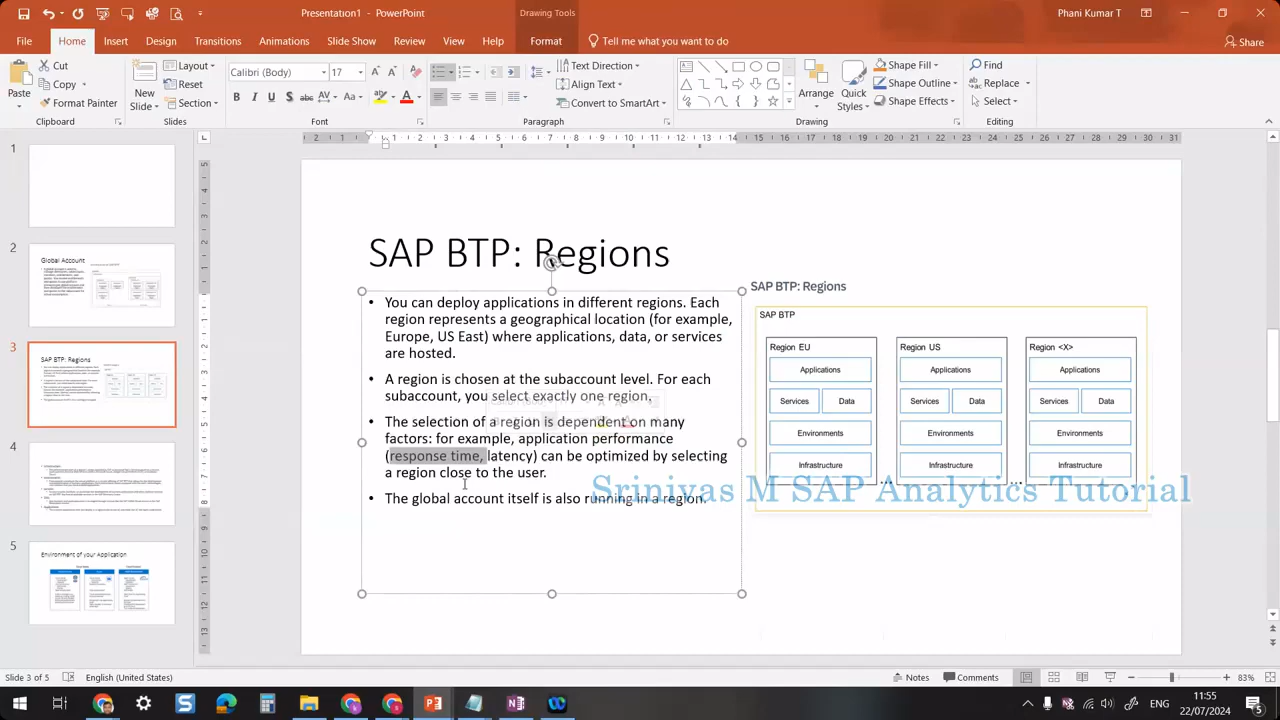 Presentation1 - PowerPoint
Drawing Tools
Phani Kumar T
File Home Insert Design Transitions Animations Slide Show Review View Help Format Tell me what you want to do Share
Paste
Cut
Copy
Format Painter
Clipboard
New Slide
Layout
Reset
Section
Slides
Calibri (Body) 17
Font
Text Direction
Align Text
Convert to SmartArt
Paragraph
Arrange
Quick Styles
Shape Fill
Shape Outline
Shape Effects
Drawing
Find
Replace
Select
Editing
1
2
Global Account
3
SAP BTP: Regions
4
5
Environment of your Application
SAP BTP: Regions
• You can deploy applications in different regions. Each
region represents a geographical location (for example,
Europe, US East) where applications, data, or services
are hosted.
• A region is chosen at the subaccount level. For each
subaccount, you select exactly one region.
• The selection of a region is dependent on many
factors: for example, application performance
(response time, latency) can be optimized by selecting
a region close to the user.
• The global account itself is also running in a region.
SAP BTP: Regions
SAP BTP
Region EU Region US Region <X>
Applications Applications Applications
Services Data Services Data Services Data
Environments Environments Environments
Infrastructure Infrastructure Infrastructure
... ...
Srinivas M SAP Analytics Tutorial
Slide 3 of 5 English (United States) Notes Comments 83%
ENG
11:55
22/07/2024